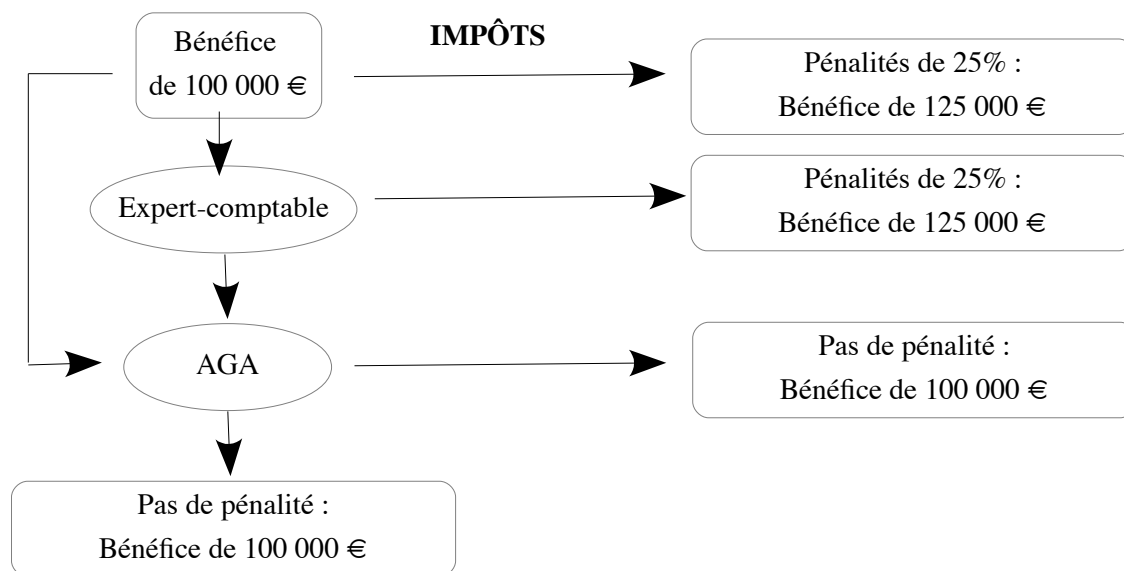 Bénéfice
de 100 000 €
IMPÔTS
Pénalités de 25% :
Bénéfice de 125 000 €
Expert-comptable
Pénalités de 25% :
Bénéfice de 125 000 €
AGA
Pas de pénalité :
Bénéfice de 100 000 €
Pas de pénalité :
Bénéfice de 100 000 €